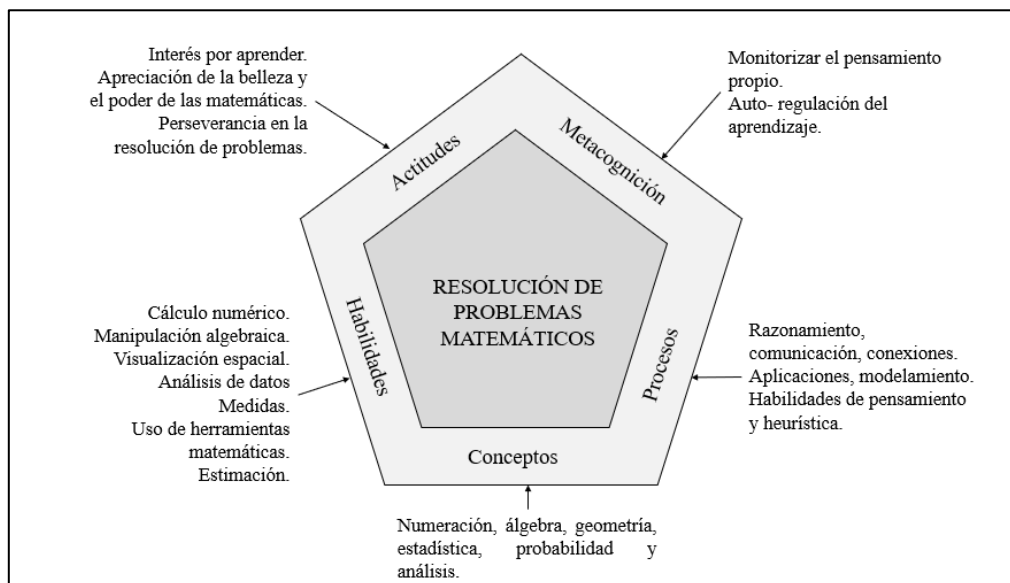 Interés por aprender.
Apreciación de la belleza y
el poder de las matemáticas.
Perseverancia en la
resolución de problemas.
Actitudes
Monitorizar el pensamiento
propio.
Auto- regulación del
aprendizaje.
Metacognición
RESOLUCIÓN DE
PROBLEMAS
MATEMÁTICOS
Cálculo numérico.
Manipulación algebraica.
Visualización espacial.
Análisis de datos
Medidas.
Uso de herramientas
matemáticas.
Estimación.
Habilidades
Procesos
Razonamiento,
comunicación, conexiones.
Aplicaciones, modelamiento.
Habilidades de pensamiento
y heurística.
Conceptos
Numeración, álgebra, geometría,
estadística, probabilidad y
análisis.